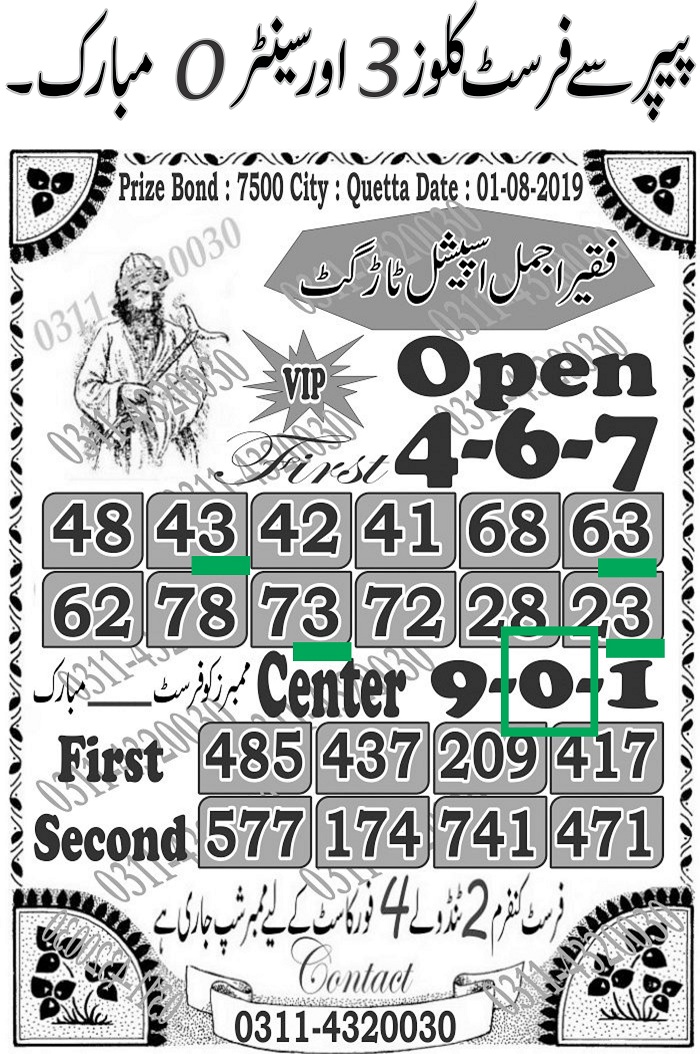 پیپر سے فرسٹ کلوز 3 اور سینٹر 0 مبارک۔
Prize Bond : 7500 City : Quetta Date : 01-08-2019
فقیر اجمل اسپیشل ٹارگٹ
VIP
Open
First 4-6-7
48 43 42 41 68 63
62 78 73 72 28 23
ممبرز کو فرسٹ ____ مبارک Center 9-0-1
First 485 437 209 417
Second 577 174 741 471
فرسٹ کنفرم 2 ٹنڈولے 4 فورکاسٹ کے لیے ممبر شپ جاری ہے
Contact
0311-4320030